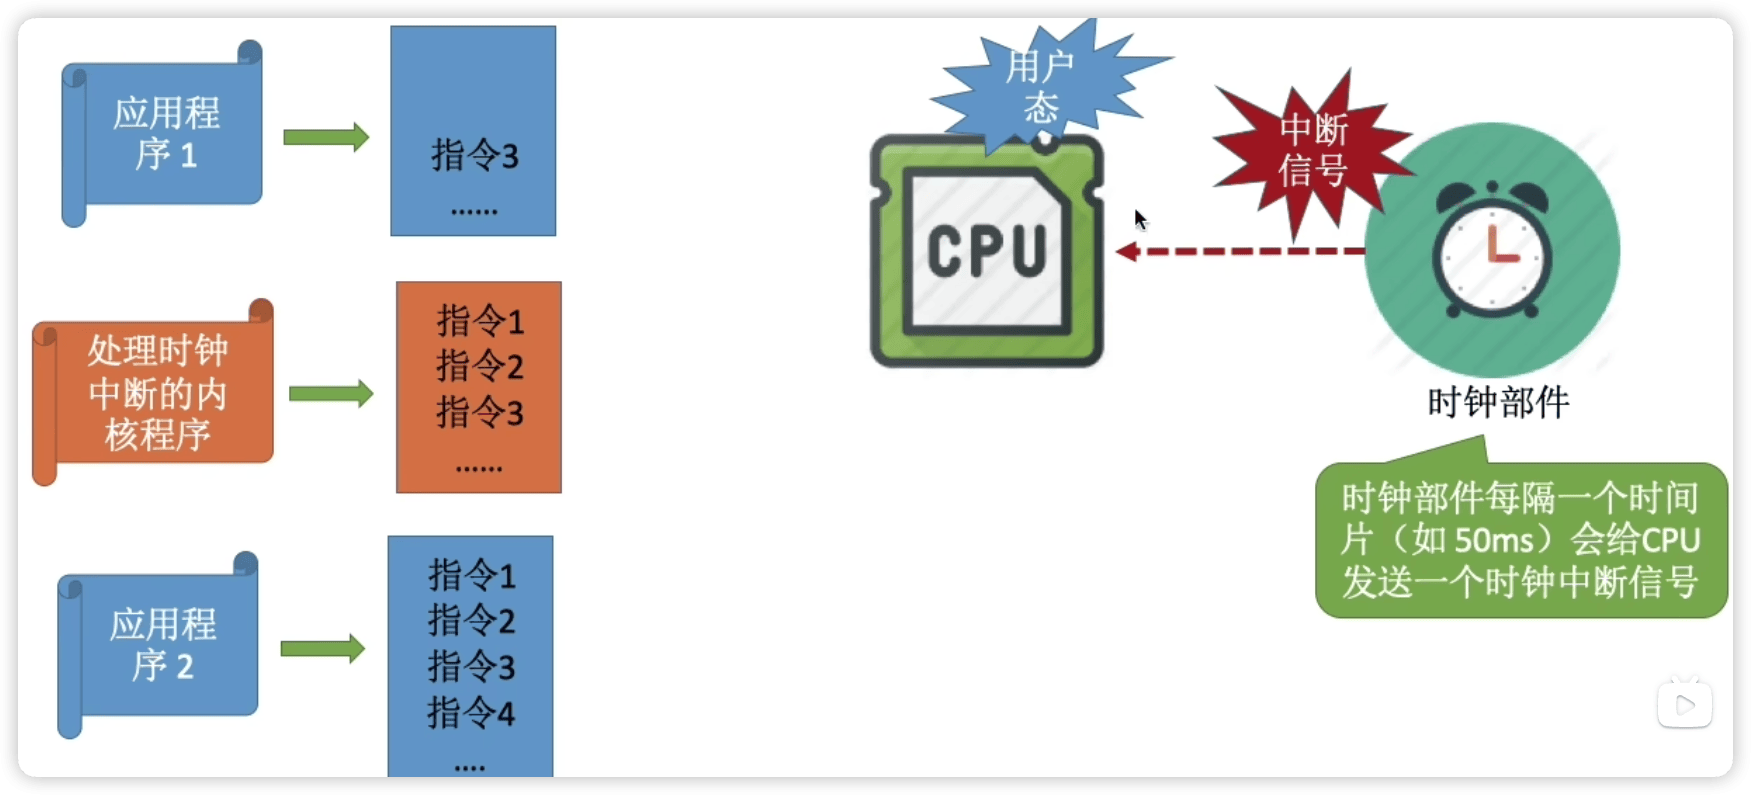 应用程
序 1
指令3
......
处理时钟
中断的内
核程序
指令1
指令2
指令3
......
应用程
序 2
指令1
指令2
指令3
指令4
....
用户
态
CPU
中断
信号
时钟部件
时钟部件每隔一个时间
片（如 50ms）会给CPU
发送一个时钟中断信号